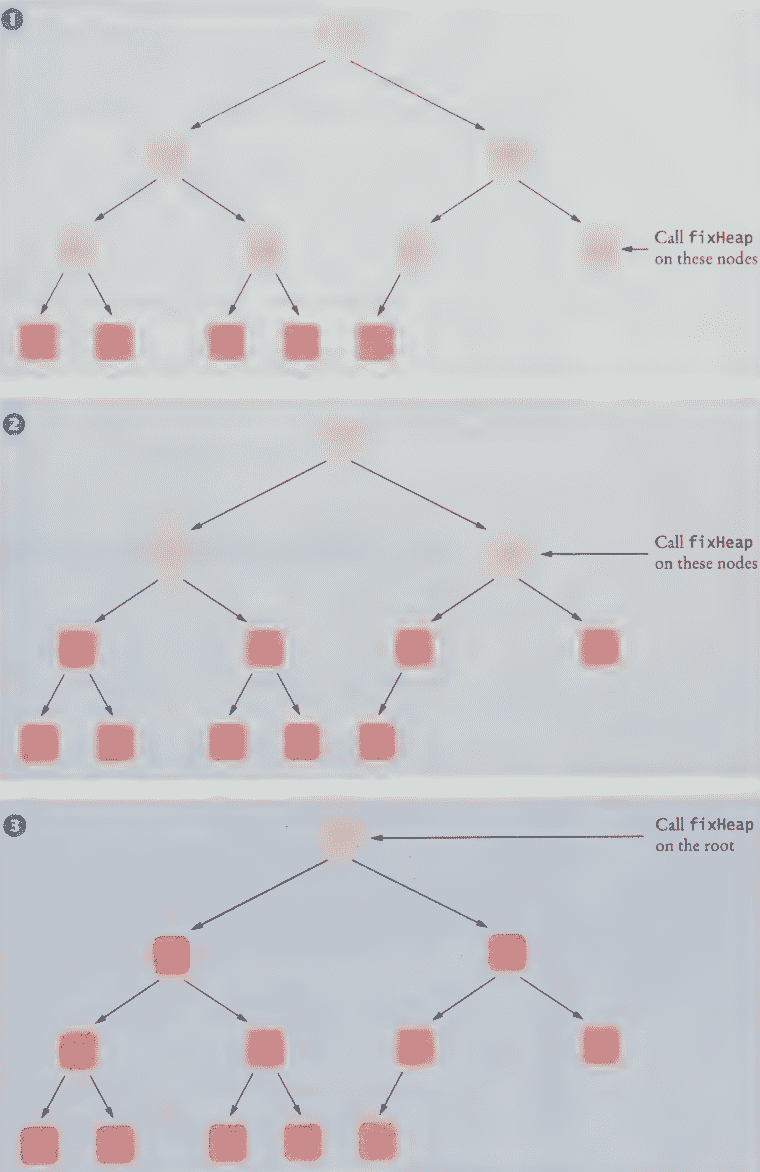 1
Call fixHeap
on these nodes
2
Call fixHeap
on these nodes
3
Call fixHeap
on the root